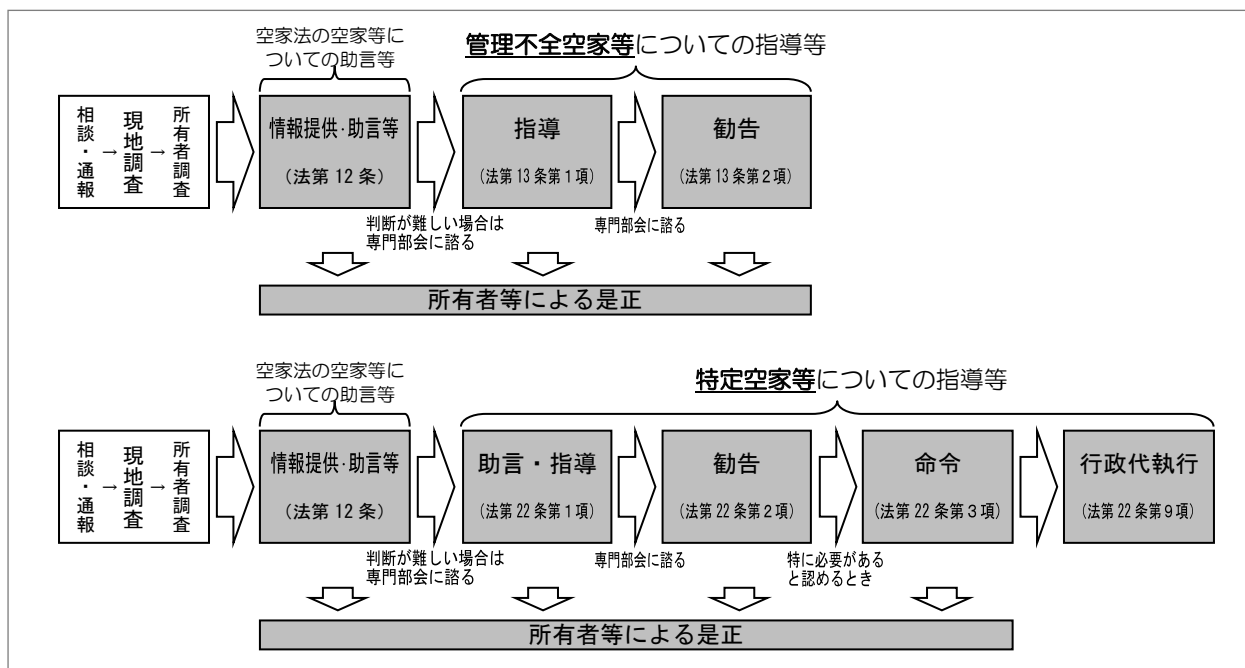 空家法の空家等に
ついての助言等
管理不全空家等についての指導等
相談・通報
→
現地調査
→
所有者調査
情報提供・助言等
（法第12条）
指導
（法第13条第1項）
勧告
（法第13条第2項）
判断が難しい場合は
専門部会に諮る
専門部会に諮る
所有者等による是正
空家法の空家等に
ついての助言等
特定空家等についての指導等
相談・通報
→
現地調査
→
所有者調査
情報提供・助言等
（法第12条）
助言・指導
（法第22条第1項）
勧告
（法第22条第2項）
命令
（法第22条第3項）
行政代執行
（法第22条第9項）
判断が難しい場合は
専門部会に諮る
専門部会に諮る
特に必要がある
と認めるとき
所有者等による是正